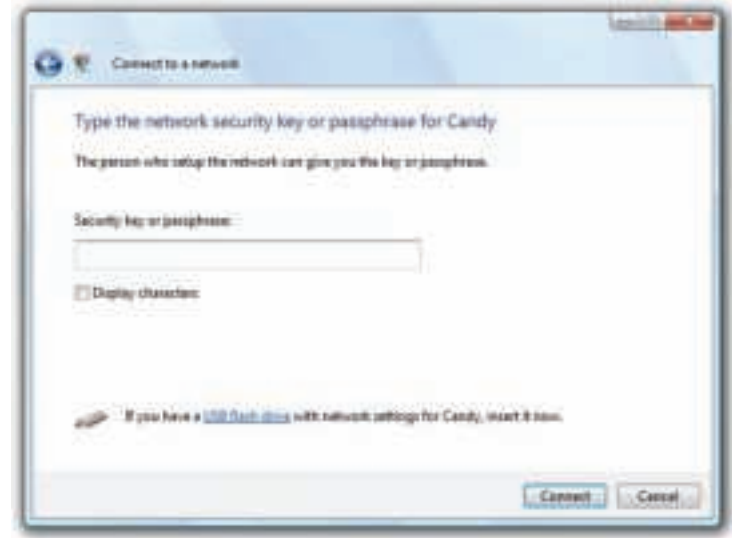 Connect to a network
Type the network security key or passphrase for Candy
The person who setup the network can give you the key or passphrase.
Security key or passphrase:
Display characters
If you have a USB flash drive with network settings for Candy, insert it now.
Connect Cancel